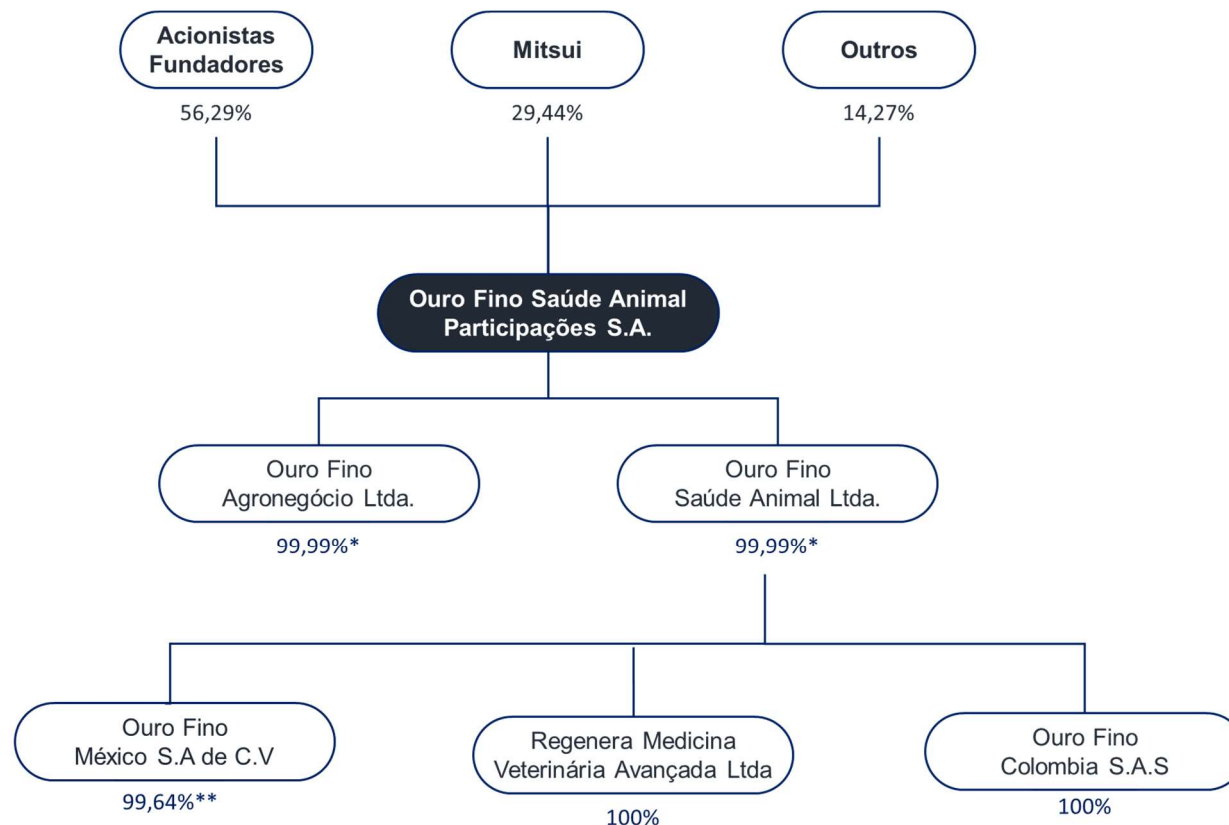 Acionistas
Fundadores
Mitsui
Outros
56,29%
29,44%
14,27%
Ouro Fino Saúde Animal
Participações S.A.
Ouro Fino
Agronegócio Ltda.
Ouro Fino
Saúde Animal Ltda.
99,99%*
99,99%*
Ouro Fino
México S.A de C.V
Regenera Medicina
Veterinária Avançada Ltda
Ouro Fino
Colombia S.A.S
99,64%**
100%
100%